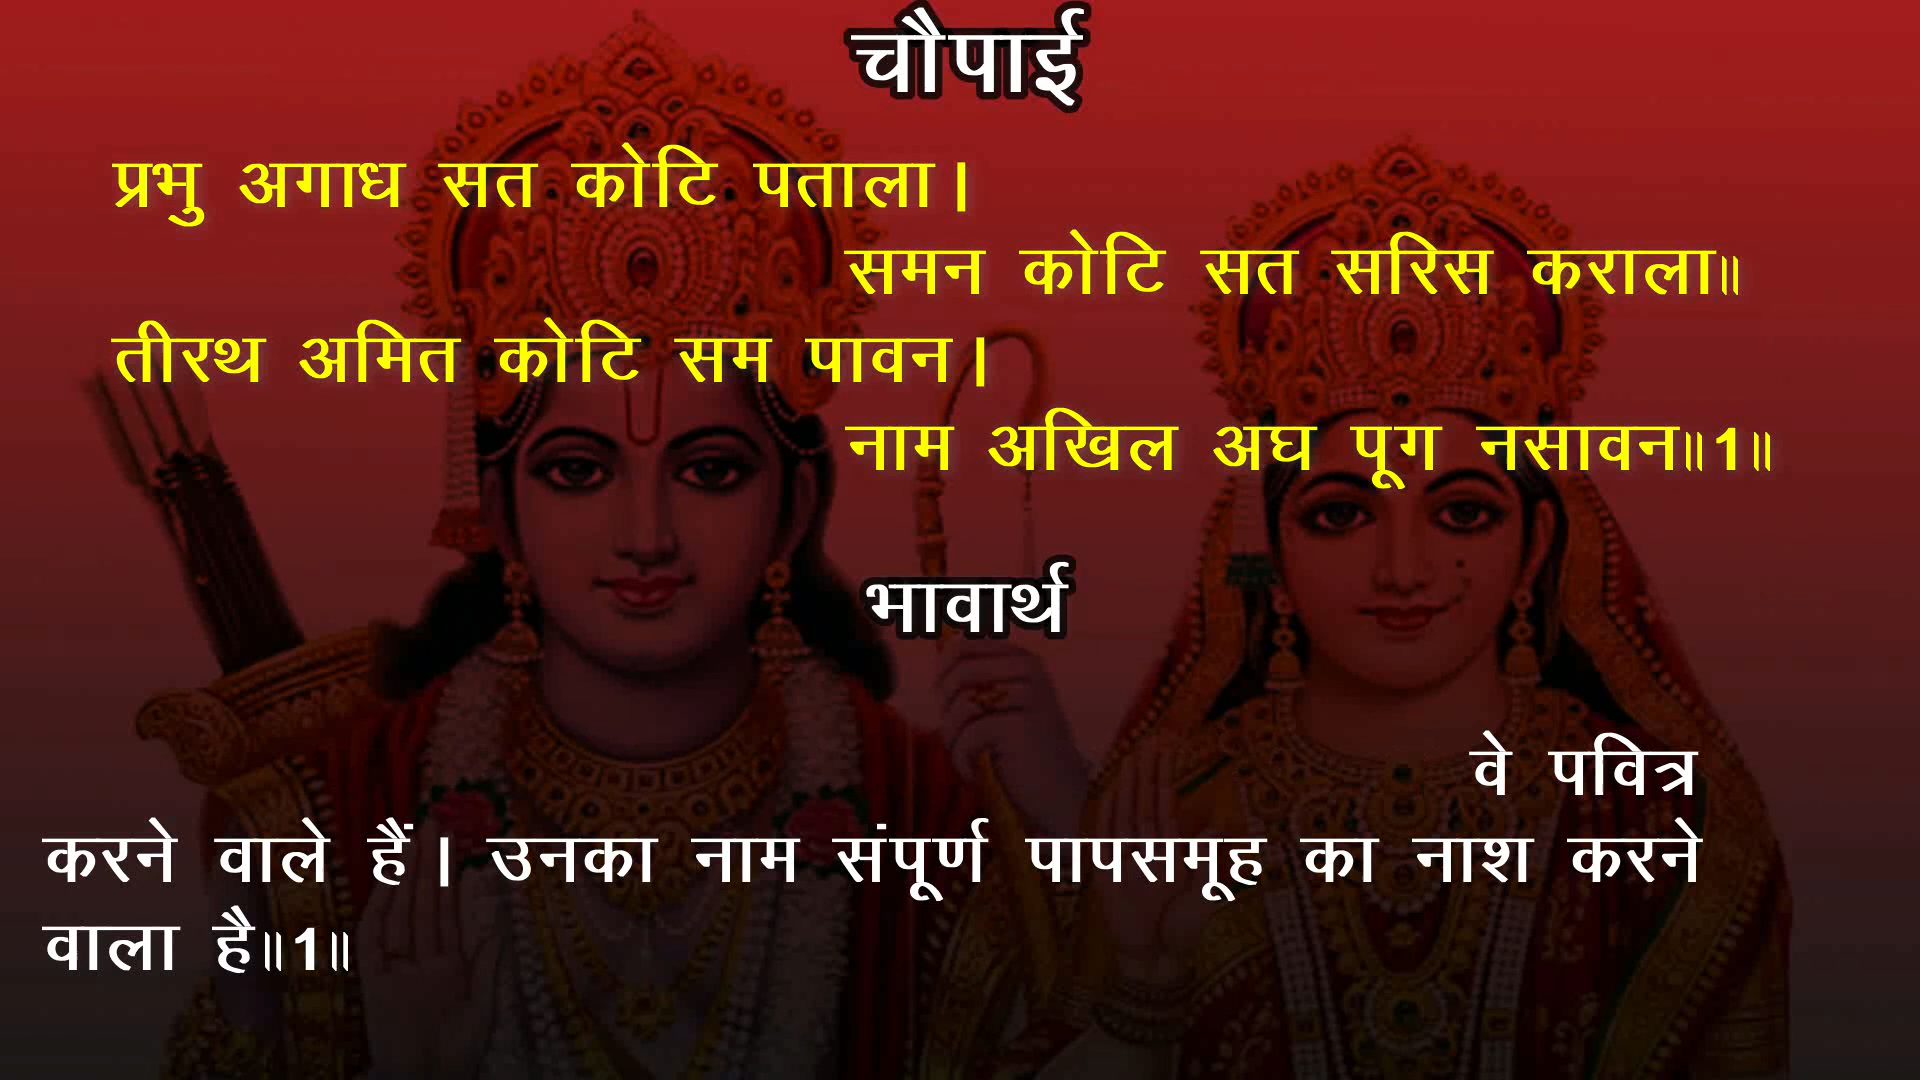 चौपाई
प्रभु अगाध सत कोटि पताला।
समन कोटि सत सरिस कराला॥
तीरथ अमित कोटि सम पावन।
नाम अखिल अघ पूग नसावन॥1॥
भावार्थ
वे पवित्र
करने वाले हैं। उनका नाम संपूर्ण पापसमूह का नाश करने
वाला है॥1॥